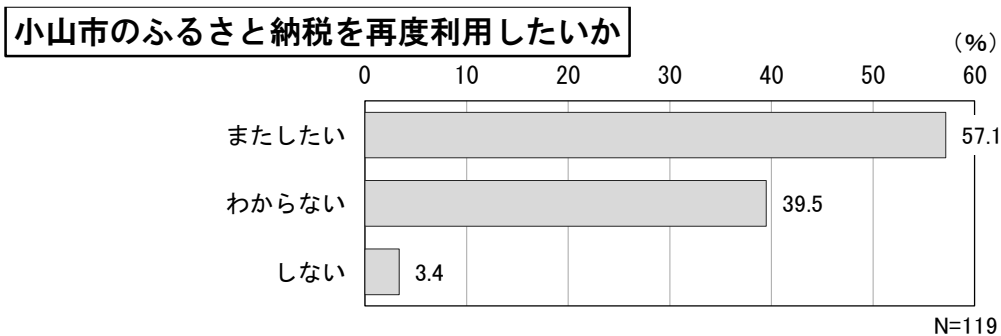 小山市のふるさと納税を再度利用したいか
(%)
0 10 20 30 40 50 60
またしたい 57.1
わからない 39.5
しない 3.4
N=119